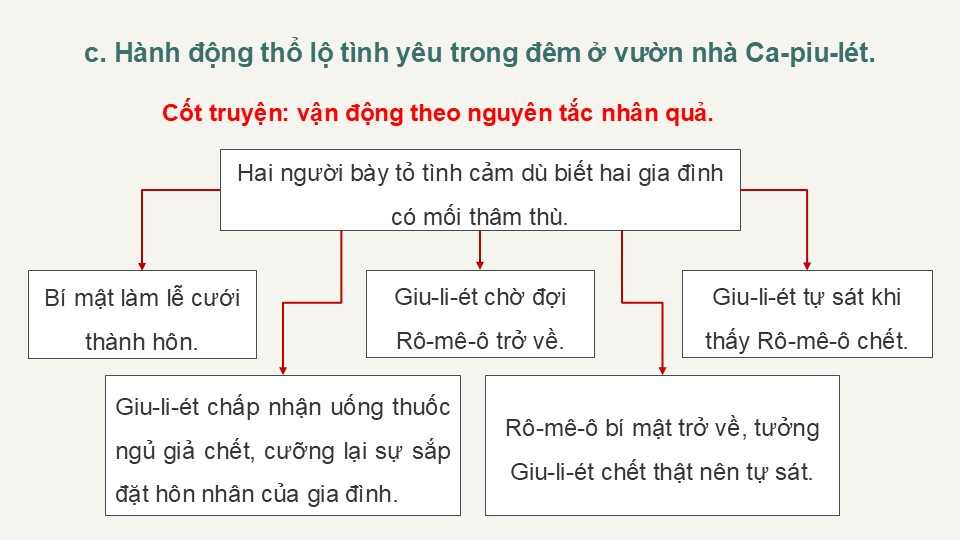 c. Hành động thổ lộ tình yêu trong đêm ở vườn nhà Ca-piu-lét.
Cốt truyện: vận động theo nguyên tắc nhân quả.
Hai người bày tỏ tình cảm dù biết hai gia đình
có mối thâm thù.
Bí mật làm lễ cưới
thành hôn.
Giu-li-ét chờ đợi
Rô-mê-ô trở về.
Giu-li-ét tự sát khi
thấy Rô-mê-ô chết.
Giu-li-ét chấp nhận uống thuốc
ngủ giả chết, cưỡng lại sự sắp
đặt hôn nhân của gia đình.
Rô-mê-ô bí mật trở về, tưởng
Giu-li-ét chết thật nên tự sát.